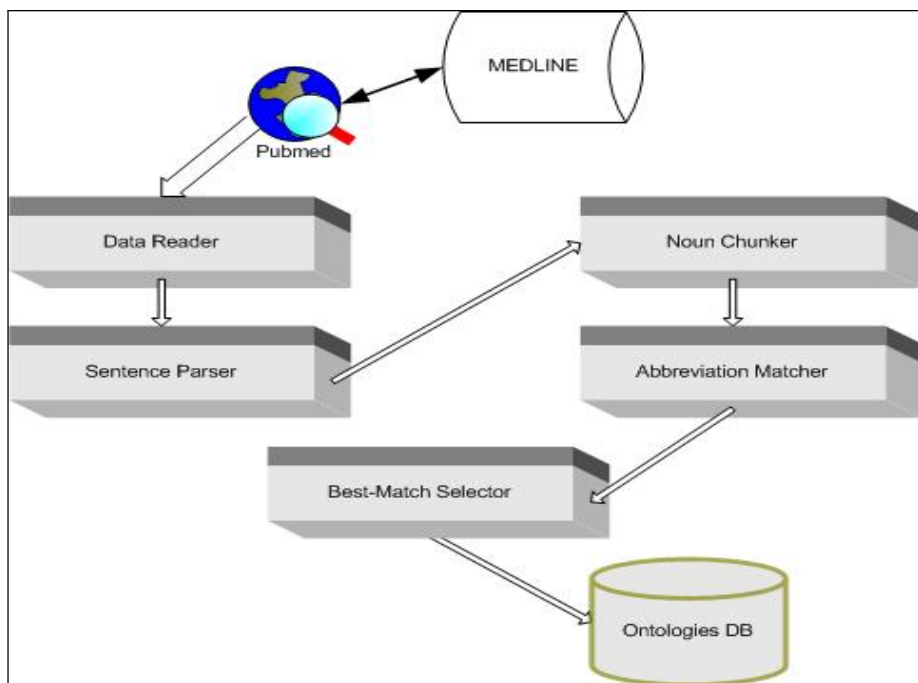 MEDLINE
Pubmed
Data Reader
Noun Chunker
Sentence Parser
Abbreviation Matcher
Best-Match Selector
Ontologies DB